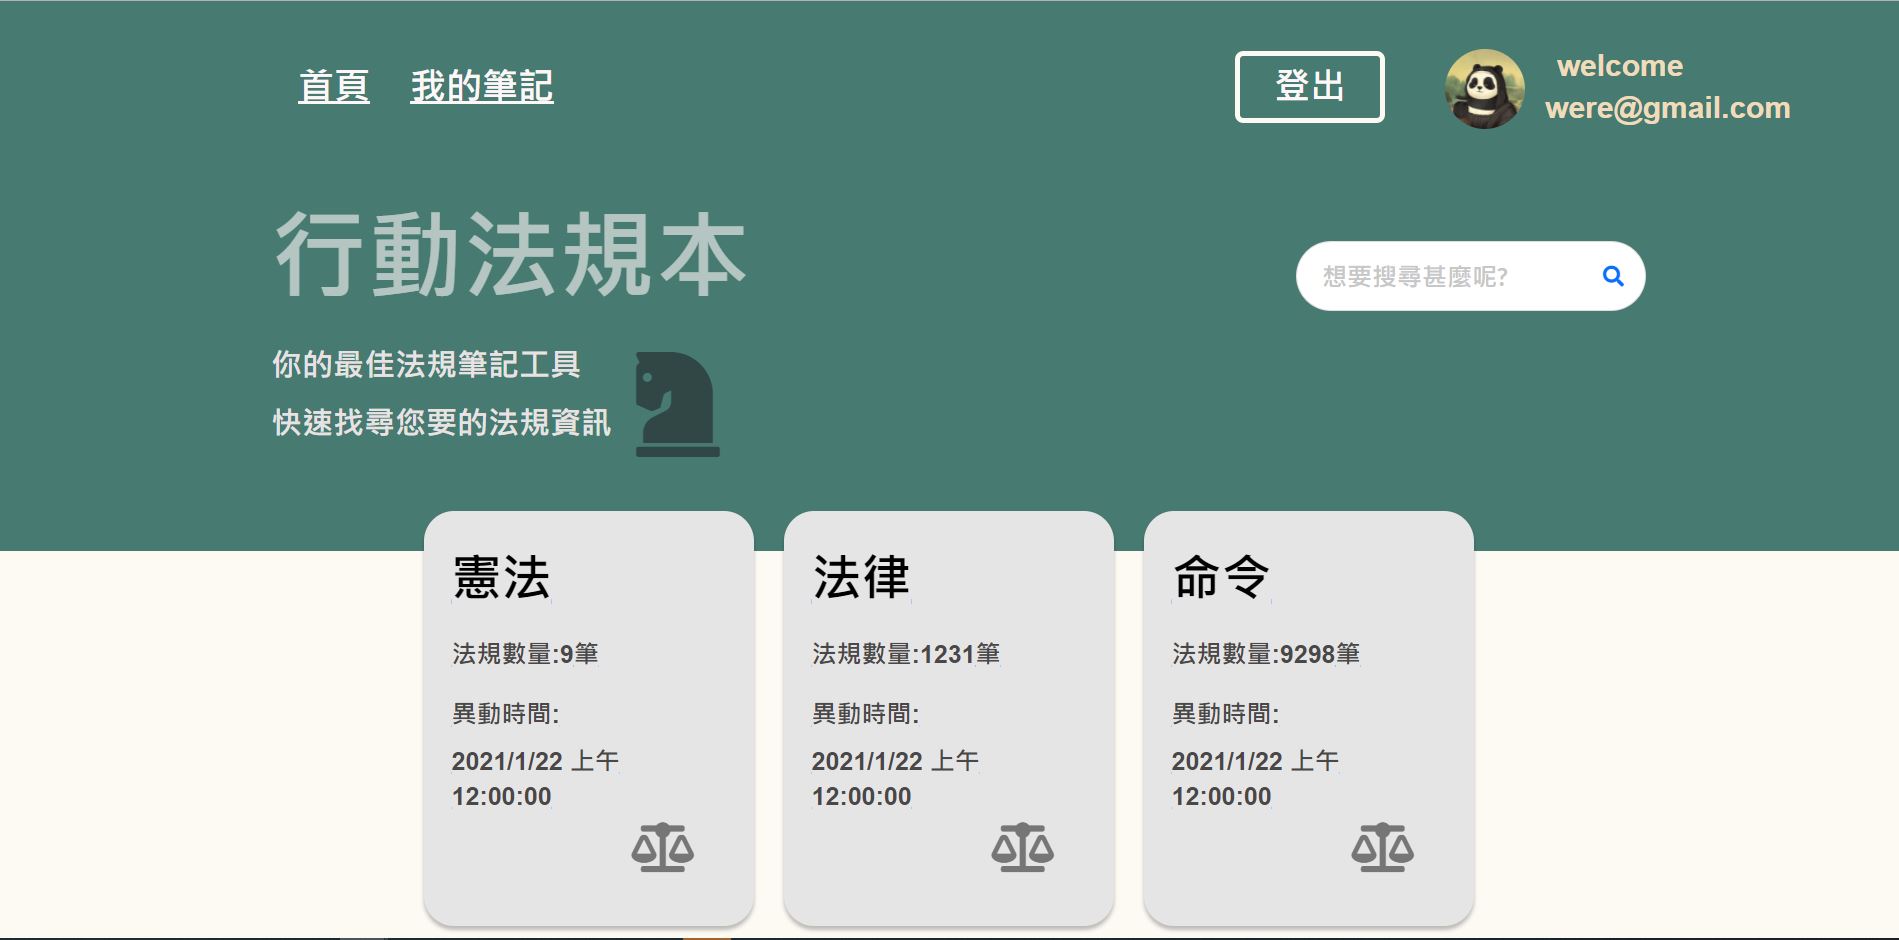 首頁 我的筆記 登出 welcome
were@gmail.com
行動法規本
想要搜尋甚麼呢?
你的最佳法規筆記工具
快速找尋您要的法規資訊
憲法
法規數量:9筆
異動時間:
2021/1/22 上午
12:00:00
法律
法規數量:1231筆
異動時間:
2021/1/22 上午
12:00:00
命令
法規數量:9298筆
異動時間:
2021/1/22 上午
12:00:00